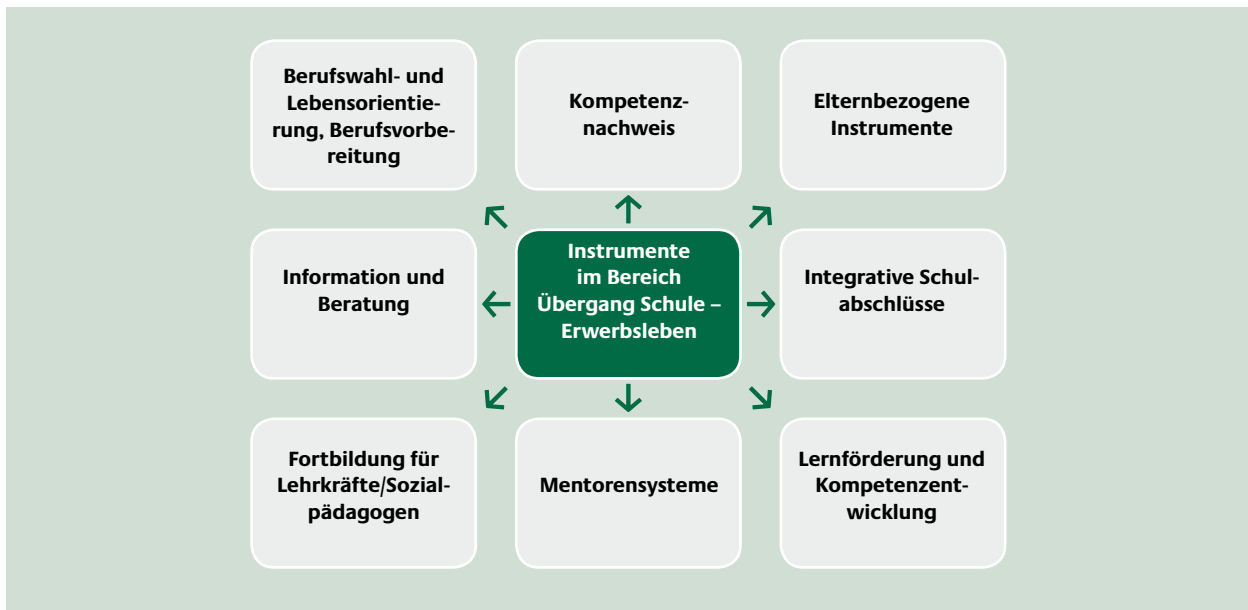 Berufswahl- und
Lebensorientie-
rung, Berufsvorbe-
reitung
Kompetenz-
nachweis
Elternbezogene
Instrumente
Information und
Beratung
Instrumente
im Bereich
Übergang Schule –
Erwerbsleben
Integrative Schul-
abschlüsse
Fortbildung für
Lehrkräfte/Sozial-
pädagogen
Mentorensysteme
Lernförderung und
Kompetenzent-
wicklung